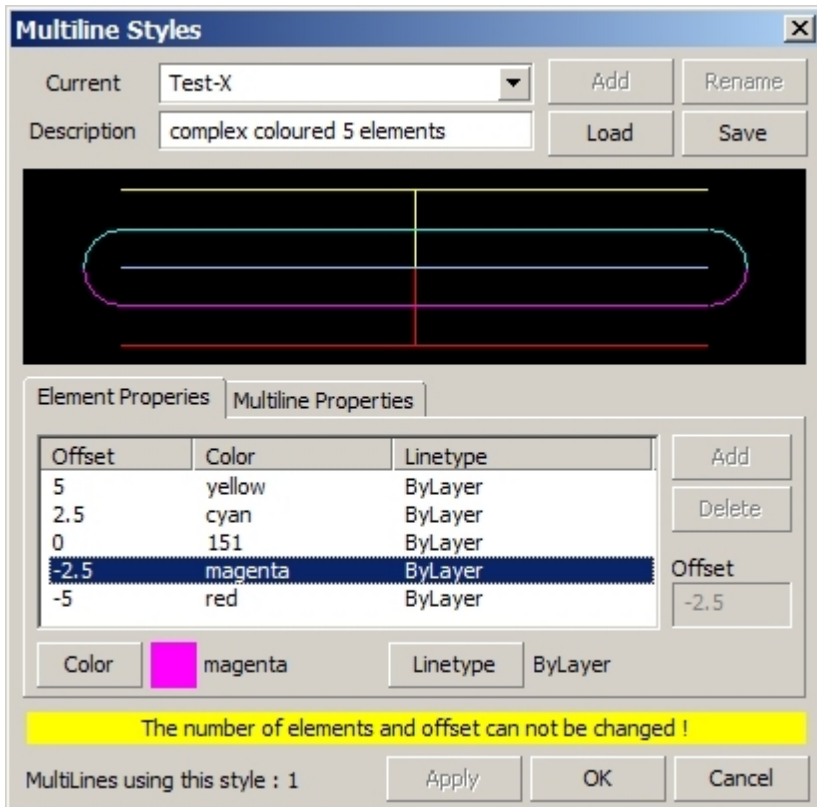 Multiline Styles
Current Test-X Add Rename
Description complex coloured 5 elements Load Save
Element Properies Multiline Properties
Offset Color Linetype Add
5 yellow ByLayer
2.5 cyan ByLayer Delete
0 151 ByLayer
-2.5 magenta ByLayer Offset
-5 red ByLayer -2.5
Color magenta Linetype ByLayer
The number of elements and offset can not be changed !
MultiLines using this style : 1 Apply OK Cancel